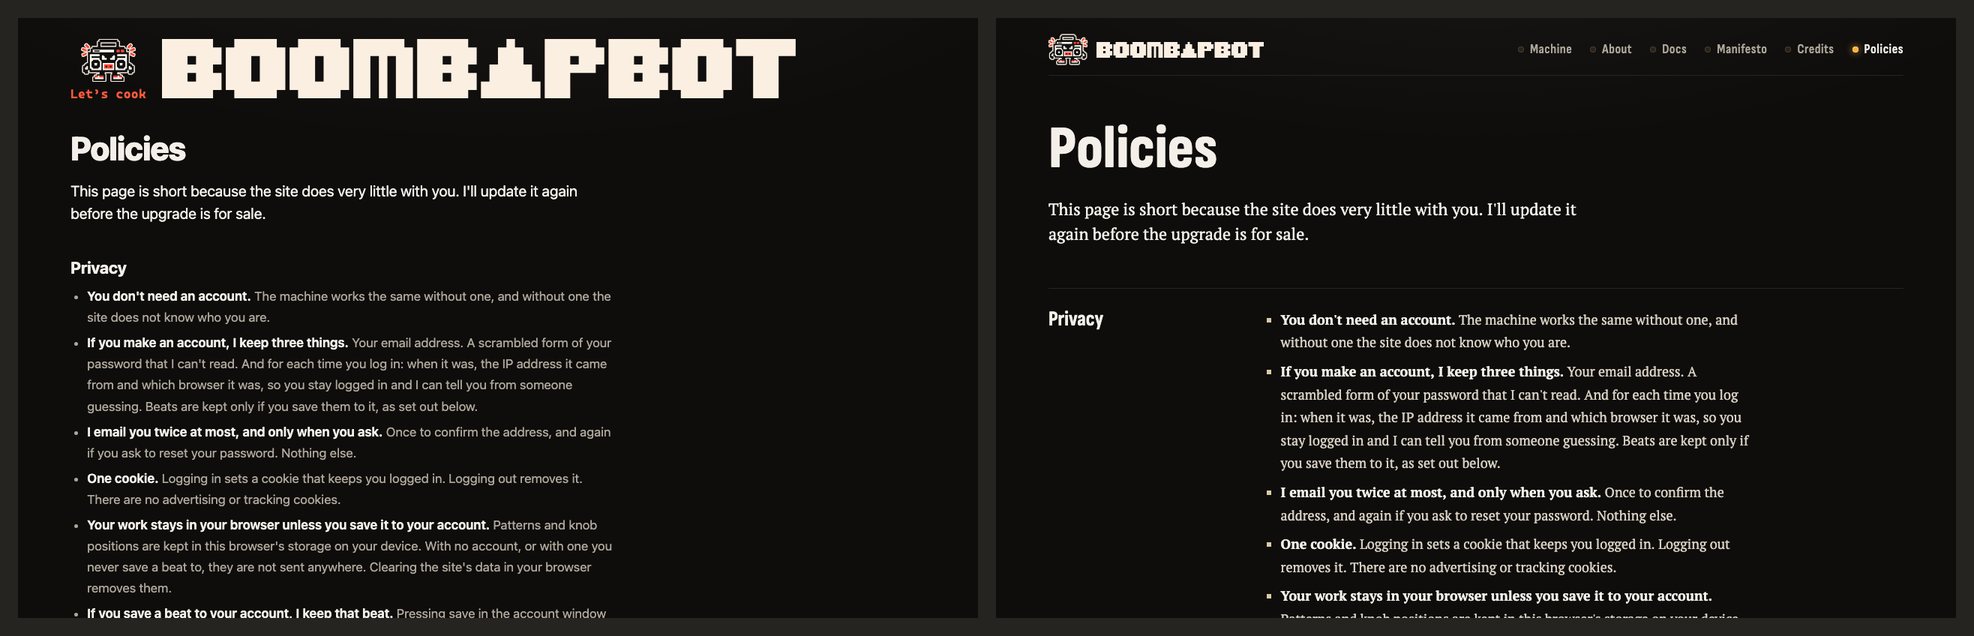 BOOMBAPBOT
Let's cook
Policies
This page is short because the site does very little with you. I'll update it again
before the upgrade is for sale.
Privacy
• You don't need an account. The machine works the same without one, and without one the
site does not know who you are.
• If you make an account, I keep three things. Your email address. A scrambled form of your
password that I can't read. And for each time you log in: when it was, the IP address it came
from and which browser it was, so you stay logged in and I can tell you from someone
guessing. Beats are kept only if you save them to it, as set out below.
• I email you twice at most, and only when you ask. Once to confirm the address, and again
if you ask to reset your password. Nothing else.
• One cookie. Logging in sets a cookie that keeps you logged in. Logging out removes it.
There are no advertising or tracking cookies.
• Your work stays in your browser unless you save it to your account. Patterns and knob
positions are kept in this browser's storage on your device. With no account, or with one you
never save a beat to, they are not sent anywhere. Clearing the site's data in your browser
removes them.
• If you save a beat to your account, I keep that beat. Pressing save in the account window
BOOMBAPBOT
Machine About Docs Manifesto Credits Policies
Policies
This page is short because the site does very little with you. I'll update it
again before the upgrade is for sale.
Privacy
▪ You don't need an account. The machine works the same without one, and
without one the site does not know who you are.
▪ If you make an account, I keep three things. Your email address. A
scrambled form of your password that I can't read. And for each time you log
in: when it was, the IP address it came from and which browser it was, so you
stay logged in and I can tell you from someone guessing. Beats are kept only if
you save them to it, as set out below.
▪ I email you twice at most, and only when you ask. Once to confirm the
address, and again if you ask to reset your password. Nothing else.
▪ One cookie. Logging in sets a cookie that keeps you logged in. Logging out
removes it. There are no advertising or tracking cookies.
▪ Your work stays in your browser unless you save it to your account.
Patterns and knob positions are kept in this browser's storage on your device.